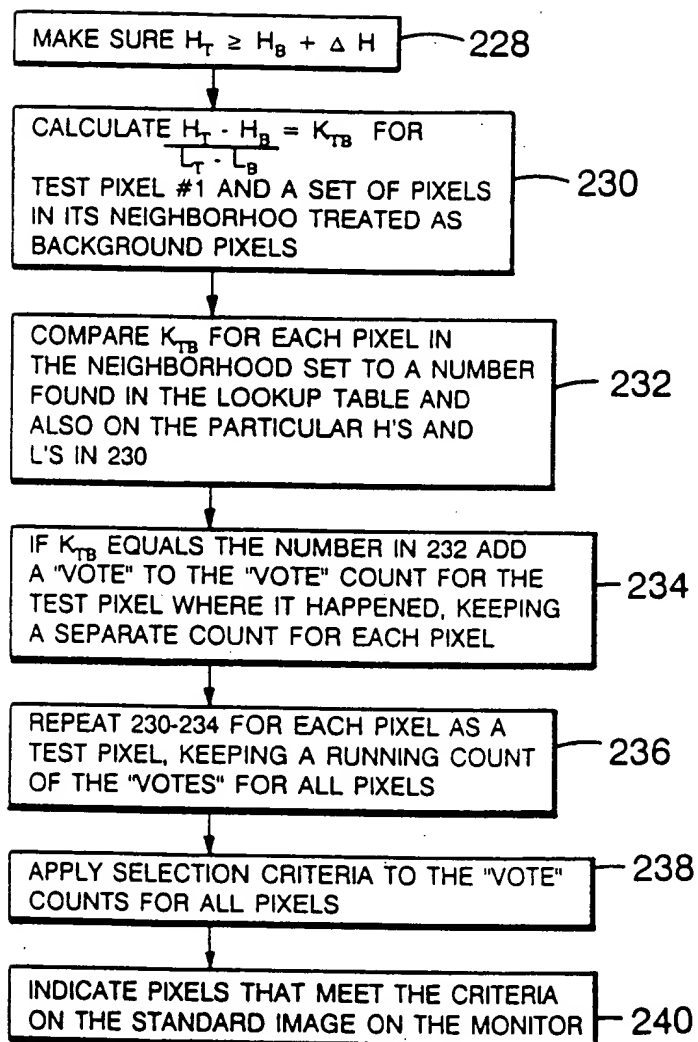 MAKE SURE H_T ≥ H_B + Δ H
228
CALCULATE H_T - H_B = K_TB FOR
L_T - L_B
TEST PIXEL #1 AND A SET OF PIXELS
IN ITS NEIGHBORHOO TREATED AS
BACKGROUND PIXELS
230
COMPARE K_TB FOR EACH PIXEL IN
THE NEIGHBORHOOD SET TO A NUMBER
FOUND IN THE LOOKUP TABLE AND
ALSO ON THE PARTICULAR H'S AND
L'S IN 230
232
IF K_TB EQUALS THE NUMBER IN 232 ADD
A "VOTE" TO THE "VOTE" COUNT FOR THE
TEST PIXEL WHERE IT HAPPENED, KEEPING
A SEPARATE COUNT FOR EACH PIXEL
234
REPEAT 230-234 FOR EACH PIXEL AS A
TEST PIXEL, KEEPING A RUNNING COUNT
OF THE "VOTES" FOR ALL PIXELS
236
APPLY SELECTION CRITERIA TO THE "VOTE"
COUNTS FOR ALL PIXELS
238
INDICATE PIXELS THAT MEET THE CRITERIA
ON THE STANDARD IMAGE ON THE MONITOR
240